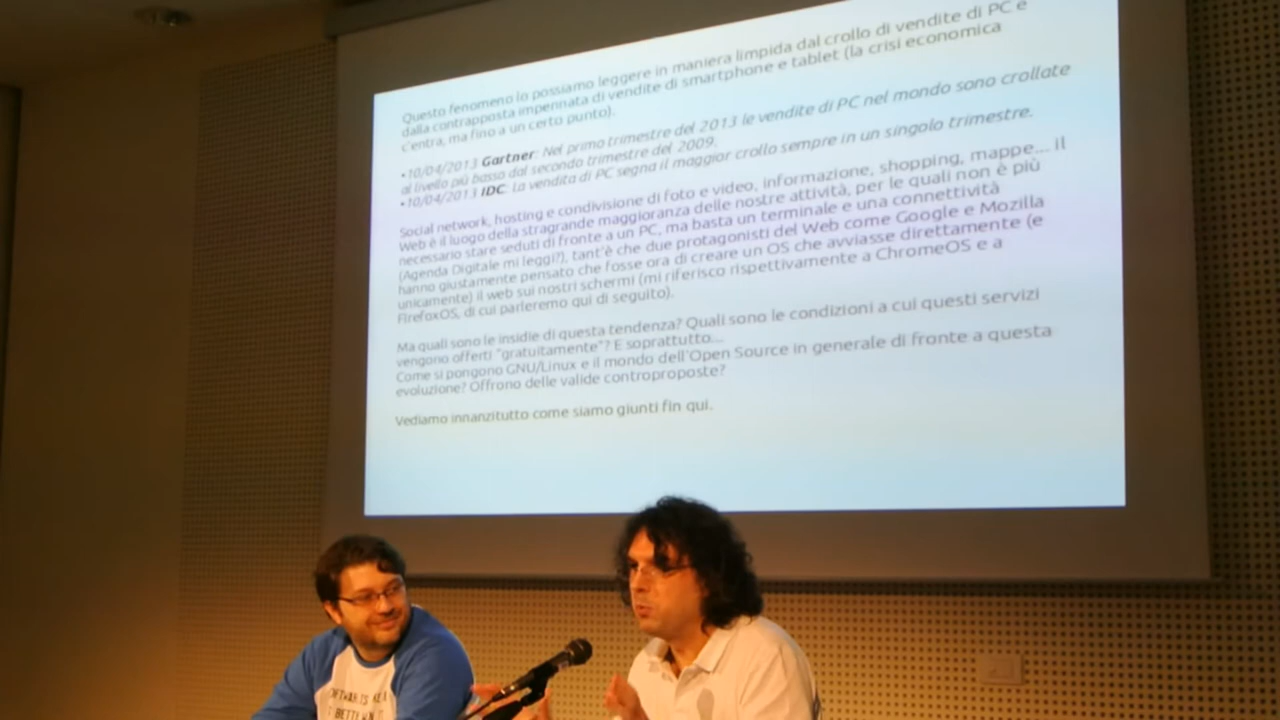 Questo fenomeno lo possiamo leggere in maniera limpida dal crollo di vendite di PC e
dalla contrapposta impennata di vendite di smartphone e tablet (la crisi economica
c'entra, ma fino a un certo punto).
•10/04/2013 Gartner: Nel primo trimestre del 2013 le vendite di PC nel mondo sono crollate
al livello più basso dal secondo trimestre del 2009.
•10/04/2013 IDC: La vendita di PC segna il maggior crollo sempre in un singolo trimestre.
Social network, hosting e condivisione di foto e video, informazione, shopping, mappe... il
Web è il luogo della stragrande maggioranza delle nostre attività, per le quali non è più
necessario stare seduti di fronte a un PC, ma basta un terminale e una connettività
(Agenda Digitale mi leggi?), tant'è che due protagonisti del Web come Google e Mozilla
hanno giustamente pensato che fosse ora di creare un OS che avviasse direttamente (e
unicamente) il web sui nostri schermi (mi riferisco rispettivamente a ChromeOS e a
FirefoxOS, di cui parleremo qui di seguito).
Ma quali sono le insidie di questa tendenza? Quali sono le condizioni a cui questi servizi
vengono offerti "gratuitamente"? E soprattutto...
Come si pongono GNU/Linux e il mondo dell'Open Source in generale di fronte a questa
evoluzione? Offrono delle valide controproposte?
Vediamo innanzitutto come siamo giunti fin qui.
IS
BETTER